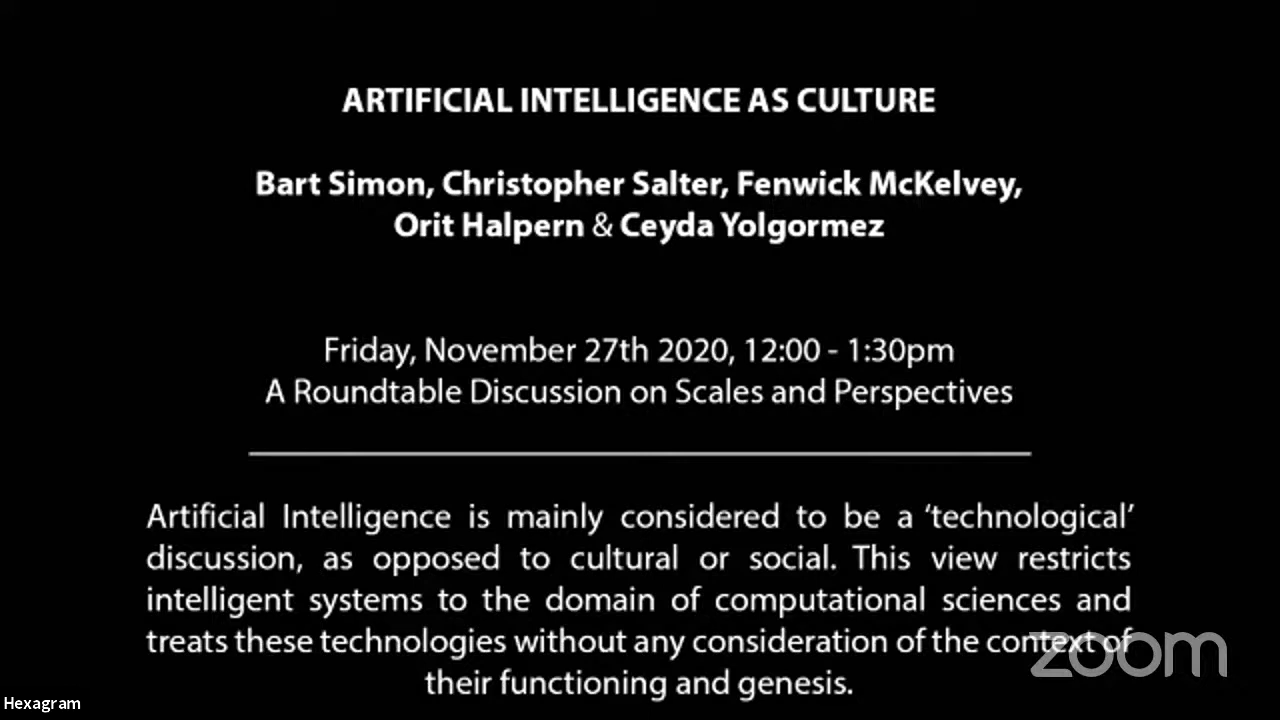 ARTIFICIAL INTELLIGENCE AS CULTURE
Bart Simon, Christopher Salter, Fenwick McKelvey,
Orit Halpern & Ceyda Yolgormez
Friday, November 27th 2020, 12:00 - 1:30pm
A Roundtable Discussion on Scales and Perspectives
Artificial Intelligence is mainly considered to be a ‘technological’
discussion, as opposed to cultural or social. This view restricts
intelligent systems to the domain of computational sciences and
treats these technologies without any consideration of the context of
their functioning and genesis.
zoom
Hexagram